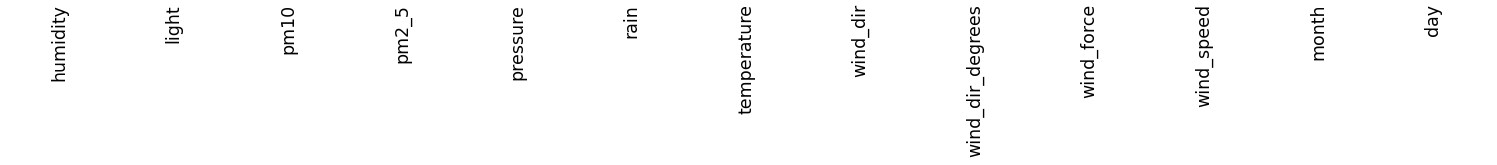 humidity
light
pm10
pm2_5
pressure
rain
temperature
wind_dir
wind_dir_degrees
wind_force
wind_speed
month
day